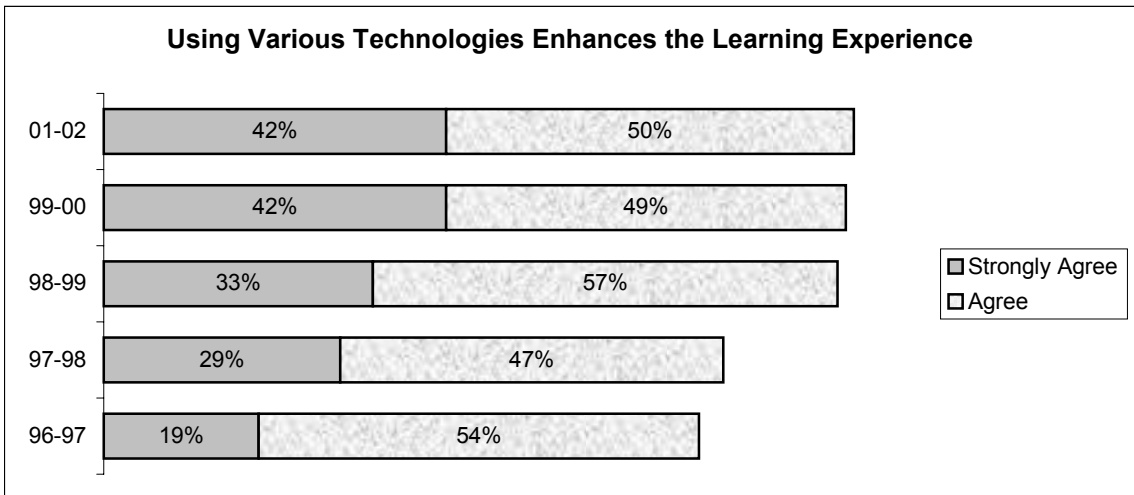 Using Various Technologies Enhances the Learning Experience
01-02 42% 50%
99-00 42% 49%
98-99 33% 57%
97-98 29% 47%
96-97 19% 54%
Strongly Agree
Agree